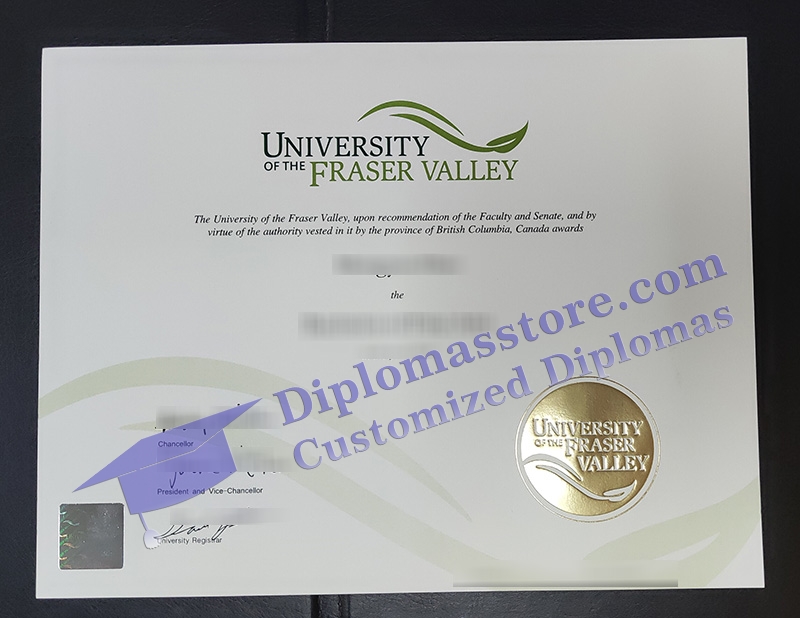 UNIVERSITY
OF THE FRASER VALLEY
The University of the Fraser Valley, upon recommendation of the Faculty and Senate, and by
virtue of the authority vested in it by the province of British Columbia, Canada awards
the
Diplomasstore.com
Customized Diplomas
Chancellor
President and Vice-Chancellor
University Registrar
UNIVERSITY
OF THE FRASER
VALLEY